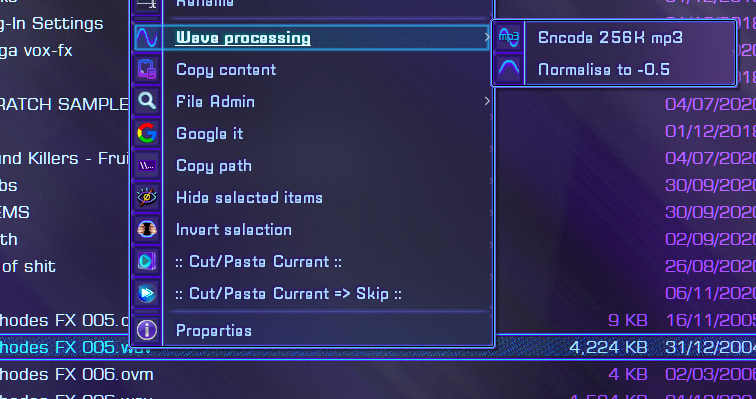 Rename
g-In Settings
Wave processing
Encode 256K mp3
ga vox-fx
Copy content
Normalise to -0.5
RATCH SAMPLE
File Admin
04/07/2020
Google it
01/12/2018
und Killers - Frui
Copy path
04/07/2020
bs
Hide selected items
30/09/2020
EMS
30/09/2020
th
Invert selection
02/09/2020
of shit
:: Cut/Paste Current ::
26/08/2020
:: Cut/Paste Current => Skip ::
06/11/2020
hodes FX 005.o
Properties
9 KB 16/11/2005
hodes FX 005.wav
4,224 KB 31/12/2004
hodes FX 006.ovm
4 KB 02/03/2006